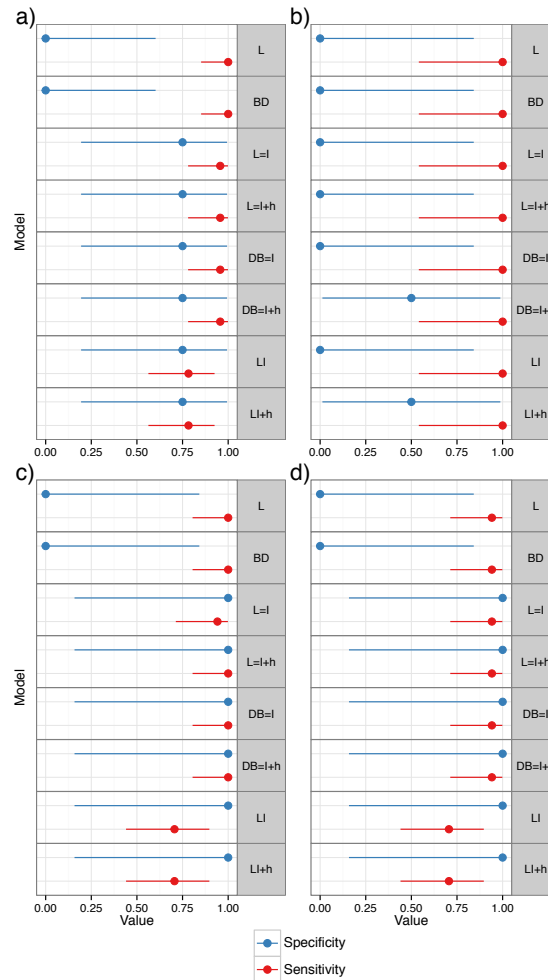 a)
b)
L
BD
L=I
L=I+h
DB=I
DB=I+h
LI
LI+h
L
BD
L=I
L=I+h
DB=I
DB=I+
LI
LI+h
Model
0.00 0.25 0.50 0.75 1.00
0.00 0.25 0.50 0.75 1.00
c)
d)
L
BD
L=I
L=I+h
DB=I
DB=I+h
LI
LI+h
L
BD
L=I
L=I+h
DB=I
DB=I+
LI
LI+h
Model
0.00 0.25 0.50 0.75 1.00
0.00 0.25 0.50 0.75 1.00
Value
Value
Specificity
Sensitivity